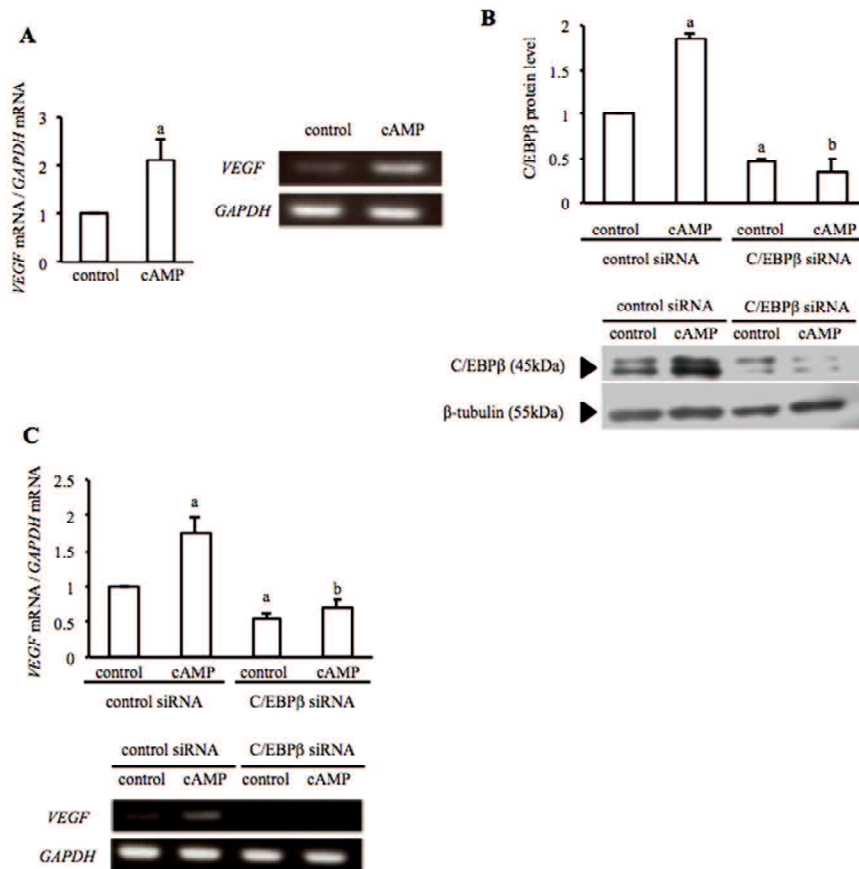 A
VEGF mRNA / GAPDH mRNA
3
2
1
0
a
control cAMP
control cAMP
VEGF
GAPDH
B
C/EBPβ protein level
2
1
0.5
0
a
a
b
control cAMP control cAMP
control siRNA C/EBPβ siRNA
control siRNA C/EBPβ siRNA
control cAMP control cAMP
C/EBPβ (45kDa)
β-tubulin (55kDa)
C
VEGF mRNA / GAPDH mRNA
2.5
2
1.5
1
0.5
0
a
a
b
control cAMP control cAMP
control siRNA C/EBPβ siRNA
control siRNA C/EBPβ siRNA
control cAMP control cAMP
VEGF
GAPDH